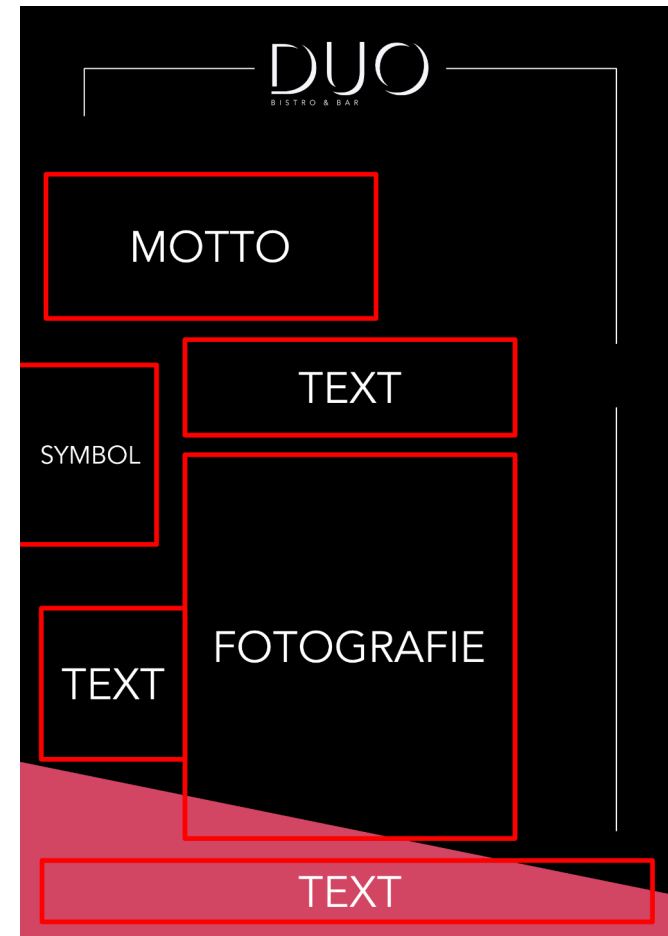 DUO
BISTRO & BAR
MOTTO
TEXT
SYMBOL
FOTOGRAFIE
TEXT
TEXT